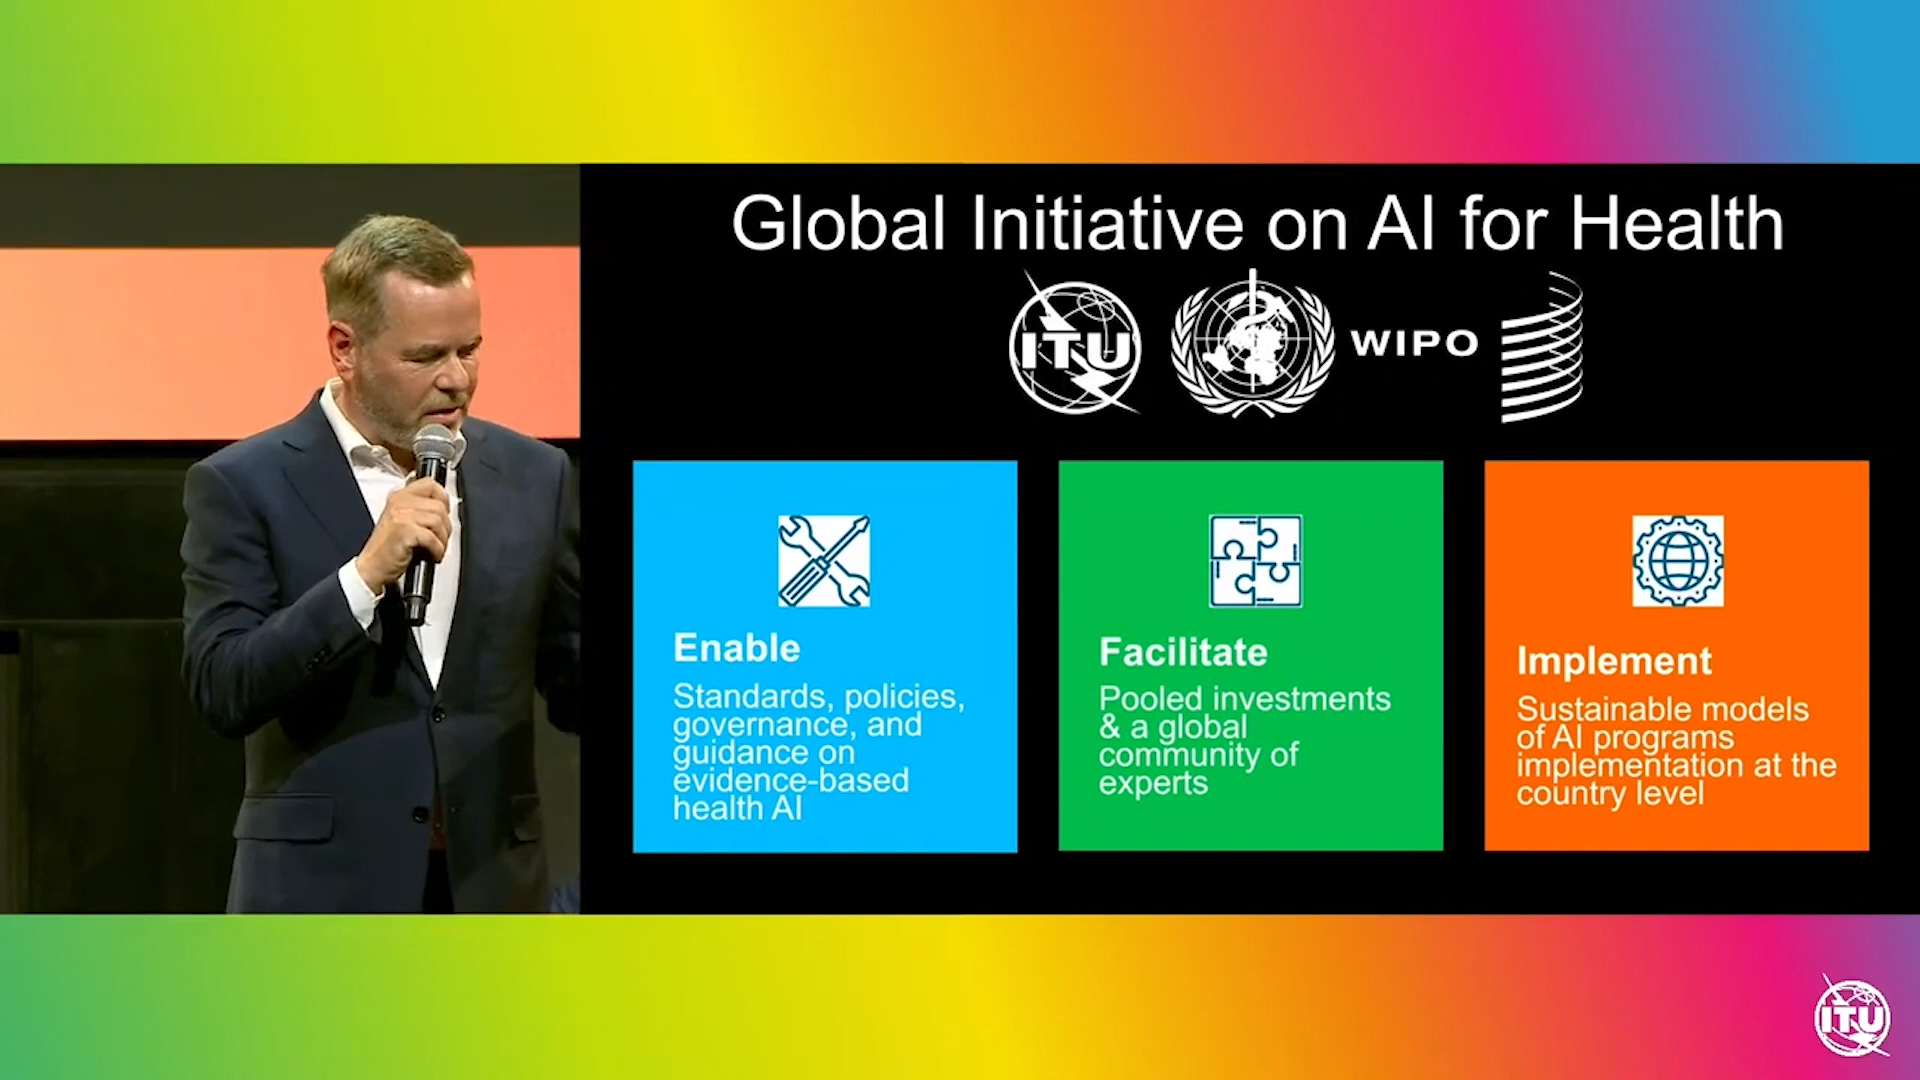 Global Initiative on AI for Health
ITU
WIPO
Enable
Standards, policies,
governance, and
guidance on
evidence-based
health AI
Facilitate
Pooled investments
& a global
community of
experts
Implement
Sustainable models
of AI programs
implementation at the
country level
ITU